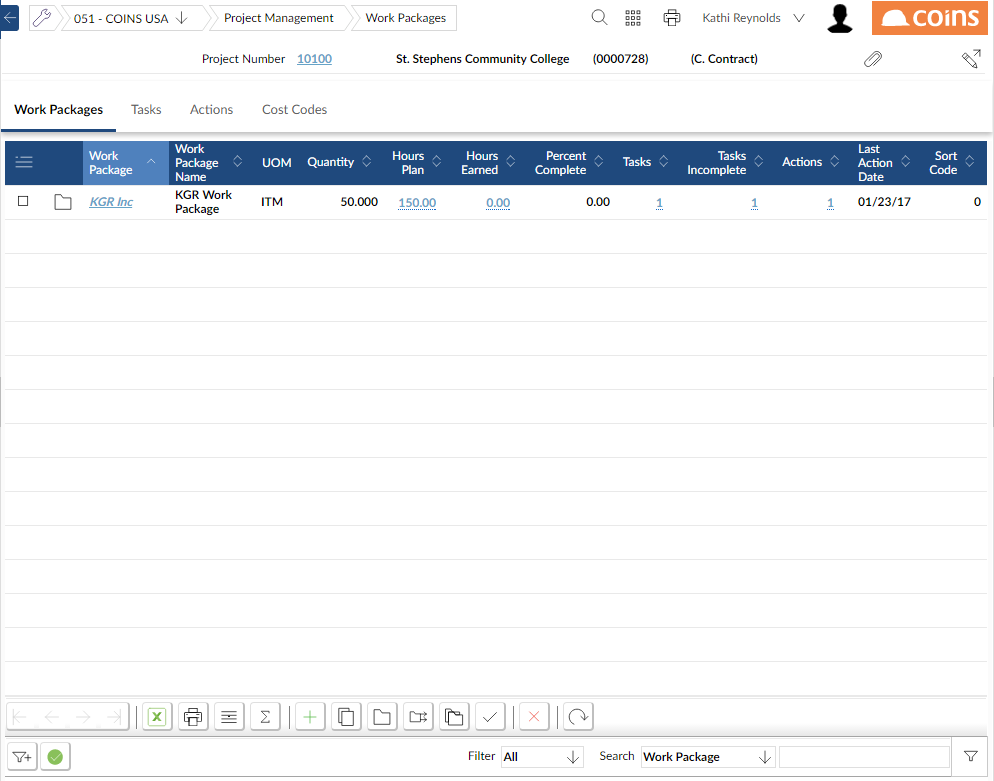 051 - COINS USA Project Management Work Packages Kathi Reynolds coins
Project Number 10100 St. Stephens Community College (0000728) (C. Contract)
Work Packages Tasks Actions Cost Codes
Work Package
Work Package Name
UOM
Quantity
Hours Plan
Hours Earned
Percent Complete
Tasks
Tasks Incomplete
Actions
Last Action Date
Sort Code
KGR Inc KGR Work Package ITM 50.000 150.00 0.00 0.00 1 1 1 01/23/17 0
Filter All Search Work Package